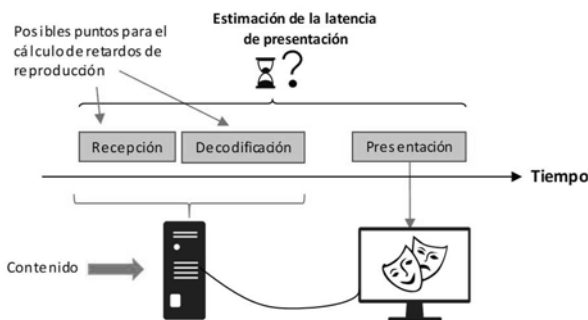 Estimación de la latencia
de presentación
Posibles puntos para el
cálculo de retardos de
reproducción
?
Recepción
Decodificación
Presentación
Tiempo
Contenido